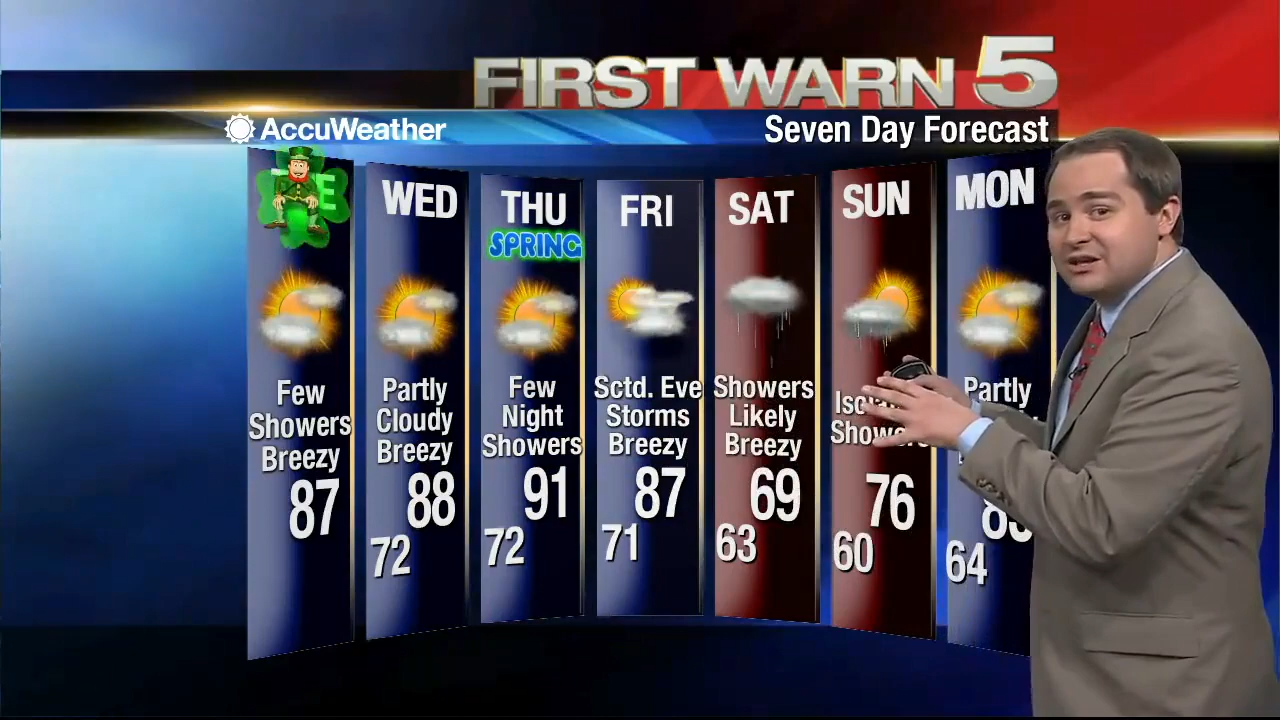 FIRST WARN 5
AccuWeather
Seven Day Forecast
E
WED
THU
SPRING
FRI
SAT
SUN
MON
Few
Showers
Breezy
87
Partly
Cloudy
Breezy
88
72
Few
Night
Showers
91
72
Sctd. Eve
Storms
Breezy
87
71
Showers
Likely
Breezy
69
63
Showers
76
60
Partly
64